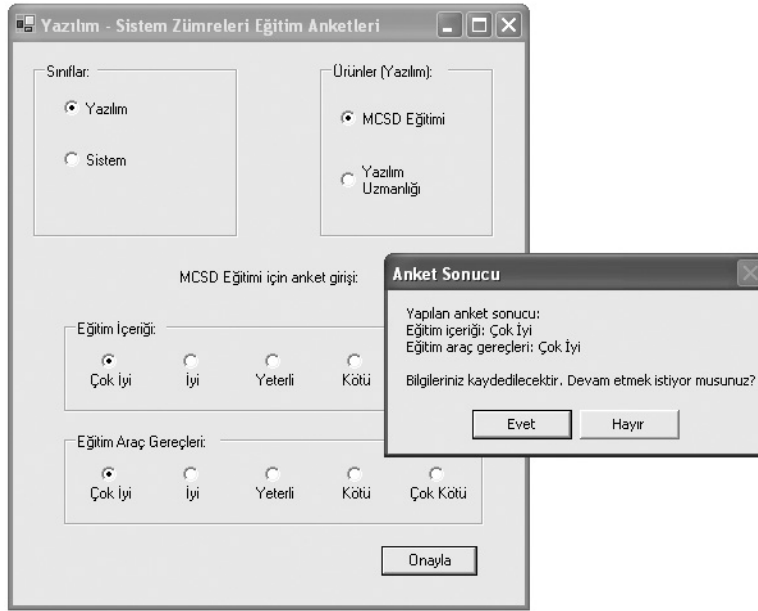 Yazılım - Sistem Zümreleri Eğitim Anketleri
Sınıflar:
Yazılım
Sistem
Ürünler (Yazılım):
MCSD Eğitimi
Yazılım
Uzmanlığı
MCSD Eğitimi için anket girişi:
Eğitim İçeriği:
Çok İyi İyi Yeterli Kötü
Eğitim Araç Gereçleri:
Çok İyi İyi Yeterli Kötü Çok Kötü
Onayla
Anket Sonucu
Yapılan anket sonucu:
Eğitim içeriği: Çok İyi
Eğitim araç gereçleri: Çok İyi
Bilgileriniz kaydedilecektir. Devam etmek istiyor musunuz?
Evet Hayır